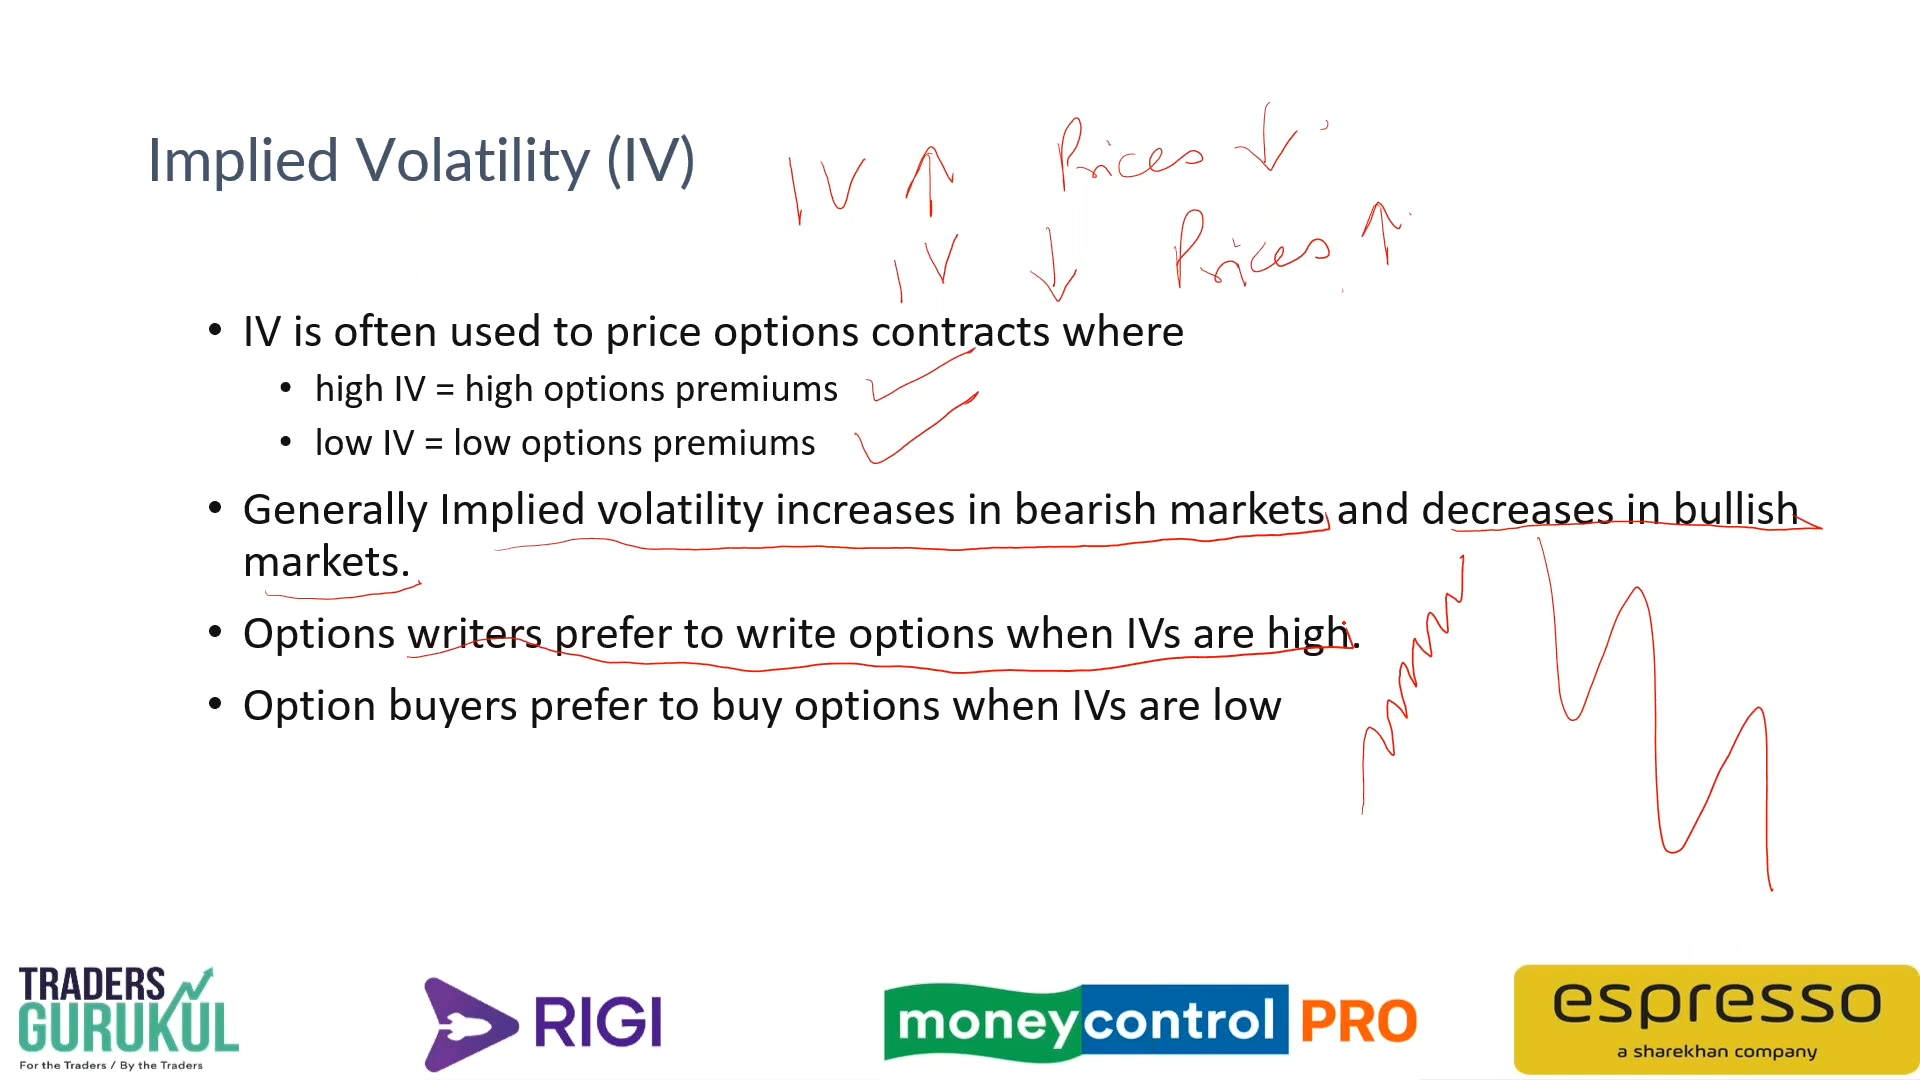 Implied Volatility (IV)
IV ↑ Prices ↓
IV ↓ Prices ↑
• IV is often used to price options contracts where
• high IV = high options premiums
• low IV = low options premiums
• Generally Implied volatility increases in bearish markets and decreases in bullish
markets.
• Options writers prefer to write options when IVs are high.
• Option buyers prefer to buy options when IVs are low
TRADERS
GURUKUL
For the Traders / By the Traders
RIGI
moneycontrol PRO
espresso
a sharekhan company